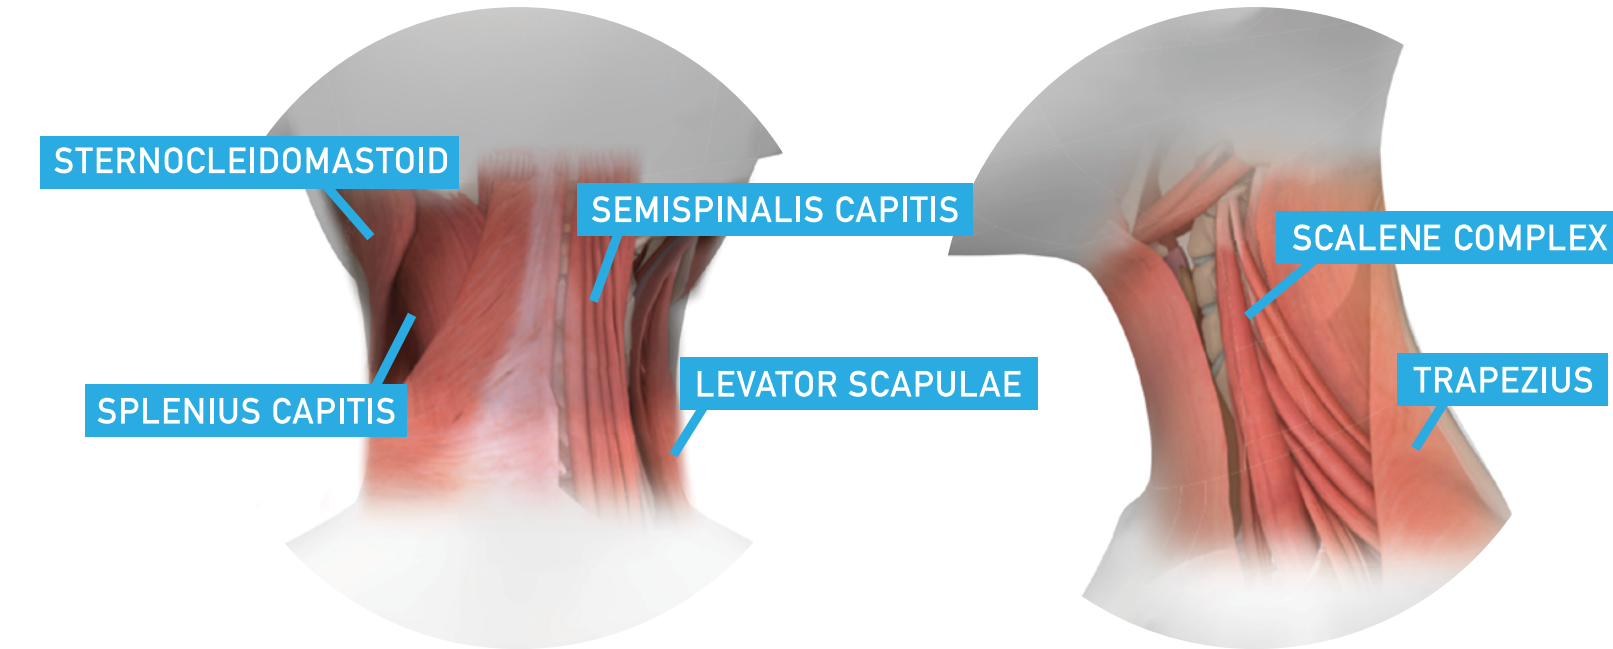 STERNOCLEIDOMASTOID
SEMISPINALIS CAPITIS
SPLENIUS CAPITIS
LEVATOR SCAPULAE
SCALENE COMPLEX
TRAPEZIUS